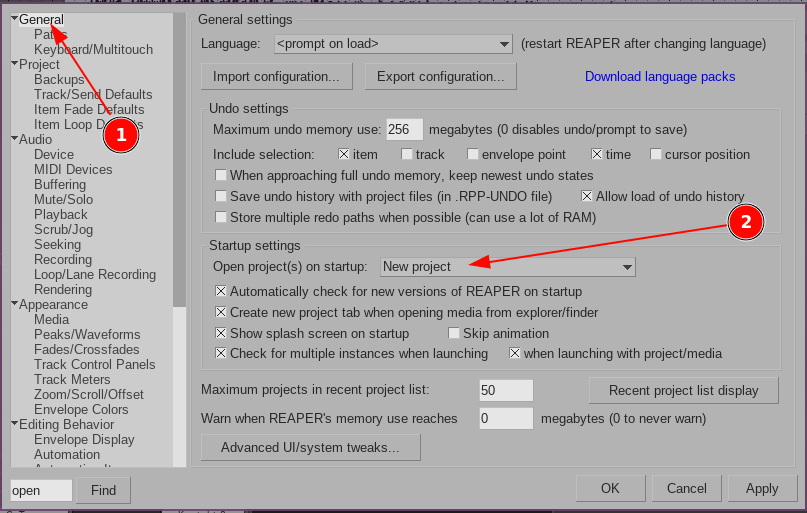 General
Paths
Keyboard/Multitouch
Project
Backups
Track/Send Defaults
Item Fade Defaults
Item Loop Defaults
Audio
Device
MIDI Devices
Buffering
Mute/Solo
Playback
Scrub/Jog
Seeking
Recording
Loop/Lane Recording
Rendering
Appearance
Media
Peaks/Waveforms
Fades/Crossfades
Track Control Panels
Track Meters
Zoom/Scroll/Offset
Envelope Colors
Editing Behavior
Envelope Display
Automation
open Find
1
General settings
Language: <prompt on load> (restart REAPER after changing language)
Import configuration... Export configuration... Download language packs
Undo settings
Maximum undo memory use: 256 megabytes (0 disables undo/prompt to save)
Include selection: item track envelope point time cursor position
When approaching full undo memory, keep newest undo states
Save undo history with project files (in .RPP-UNDO file) Allow load of undo history
Store multiple redo paths when possible (can use a lot of RAM)
2
Startup settings
Open project(s) on startup: New project
Automatically check for new versions of REAPER on startup
Create new project tab when opening media from explorer/finder
Show splash screen on startup Skip animation
Check for multiple instances when launching when launching with project/media
Maximum projects in recent project list: 50 Recent project list display
Warn when REAPER's memory use reaches 0 megabytes (0 to never warn)
Advanced UI/system tweaks...
OK Cancel Apply